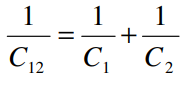 1/C₁₂ = 1/C₁ + 1/C₂